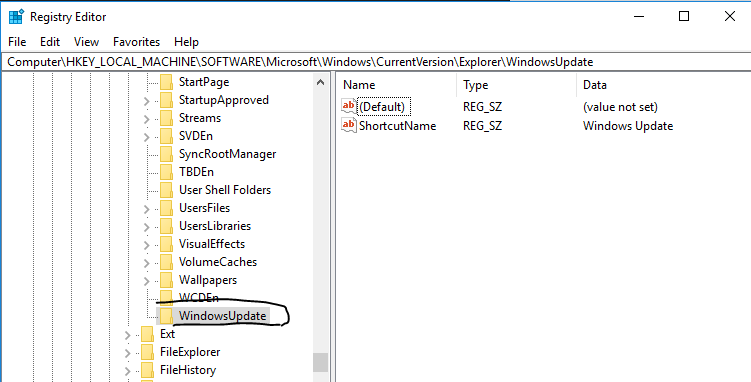 Registry Editor
File Edit View Favorites Help
Computer\HKEY_LOCAL_MACHINE\SOFTWARE\Microsoft\Windows\CurrentVersion\Explorer\WindowsUpdate
StartPage
StartupApproved
Streams
SVDEn
SyncRootManager
TBDEn
User Shell Folders
UsersFiles
UsersLibraries
VisualEffects
VolumeCaches
Wallpapers
WCDEn
WindowsUpdate
Ext
FileExplorer
FileHistory
Name Type Data
ab (Default) REG_SZ (value not set)
ab ShortcutName REG_SZ Windows Update